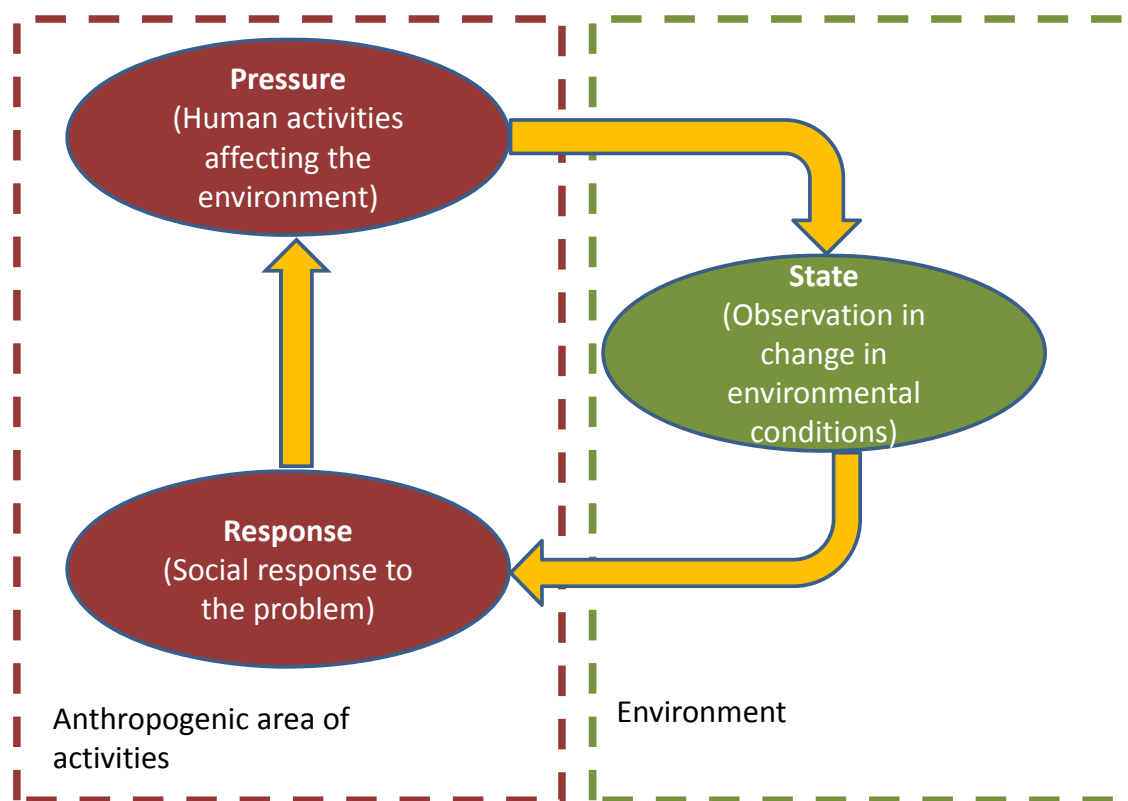 Pressure
(Human activities
affecting the
environment)
State
(Observation in
change in
environmental
conditions)
Response
(Social response to
the problem)
Anthropogenic area of
activities
Environment